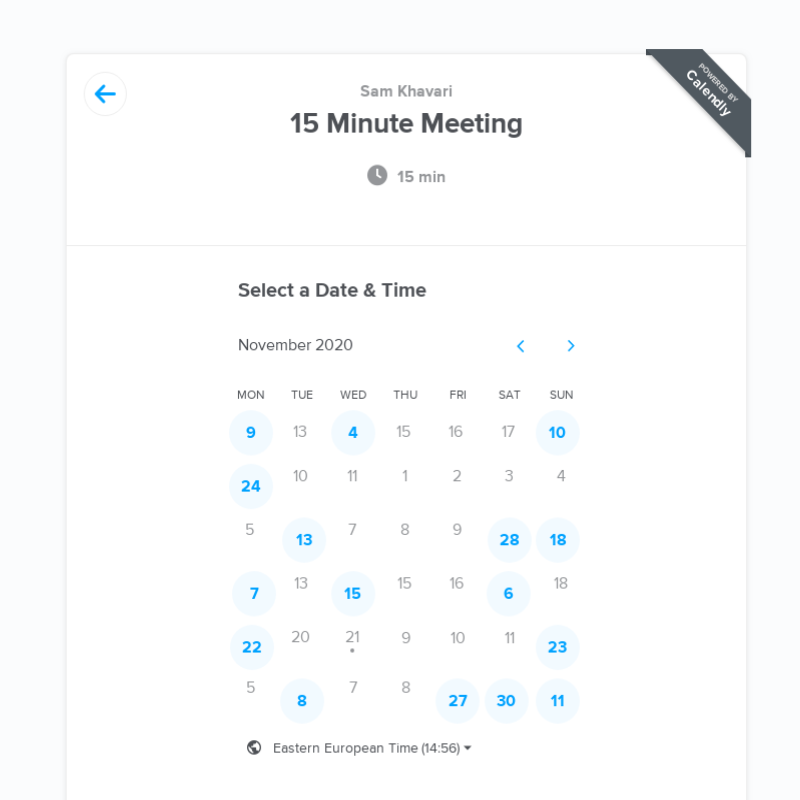 Sam Khavari
15 Minute Meeting
POWERED BY
Calendly
15 min
Select a Date & Time
November 2020
MON TUE WED THU FRI SAT SUN
9 13 4 15 16 17 10
24 10 11 1 2 3 4
5 13 7 8 9 28 18
7 13 15 15 16 6 18
22 20 21 9 10 11 23
5 8 7 8 27 30 11
Eastern European Time (14:56)